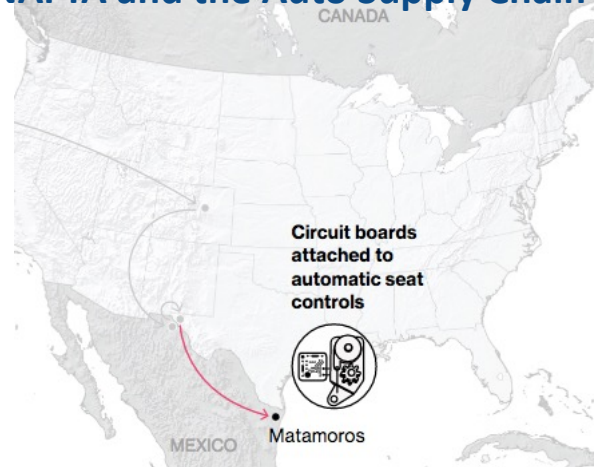 and the Auto Supply Chain
CANADA
Circuit boards
attached to
automatic seat
controls
Matamoros
MEXICO